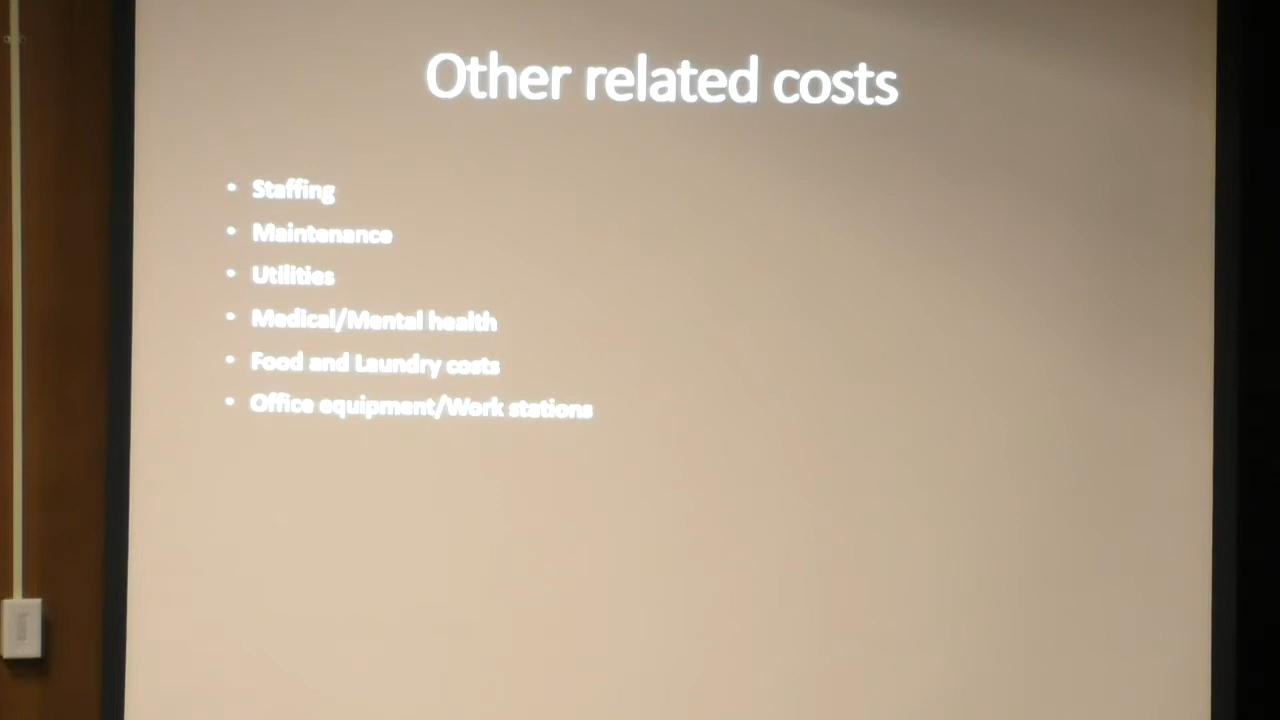 Other related costs
• Staffing
• Maintenance
• Utilities
• Medical/Mental health
• Food and Laundry costs
• Office equipment/Work stations